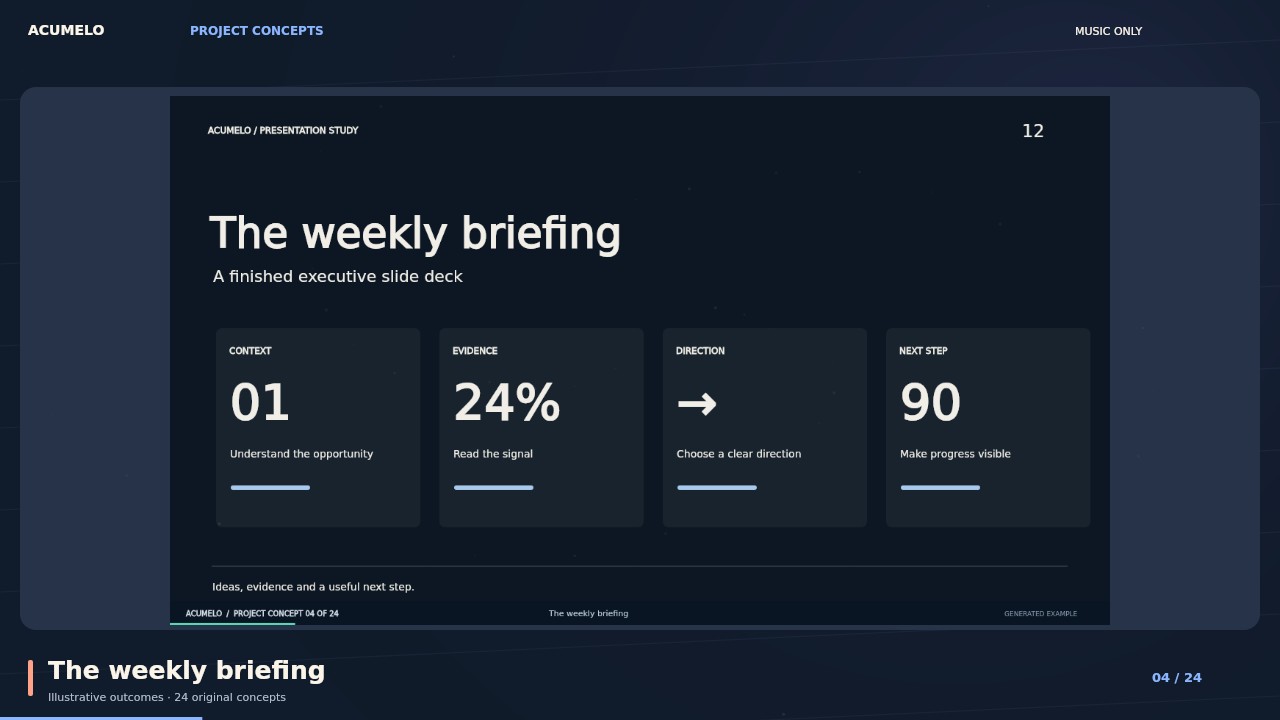 ACUMELO
PROJECT CONCEPTS
MUSIC ONLY
ACUMELO / PRESENTATION STUDY
12
The weekly briefing
A finished executive slide deck
CONTEXT
01
Understand the opportunity
EVIDENCE
24%
Read the signal
DIRECTION
→
Choose a clear direction
NEXT STEP
90
Make progress visible
Ideas, evidence and a useful next step.
ACUMELO / PROJECT CONCEPT 04 OF 24
The weekly briefing
GENERATED EXAMPLE
The weekly briefing
Illustrative outcomes · 24 original concepts
04 / 24